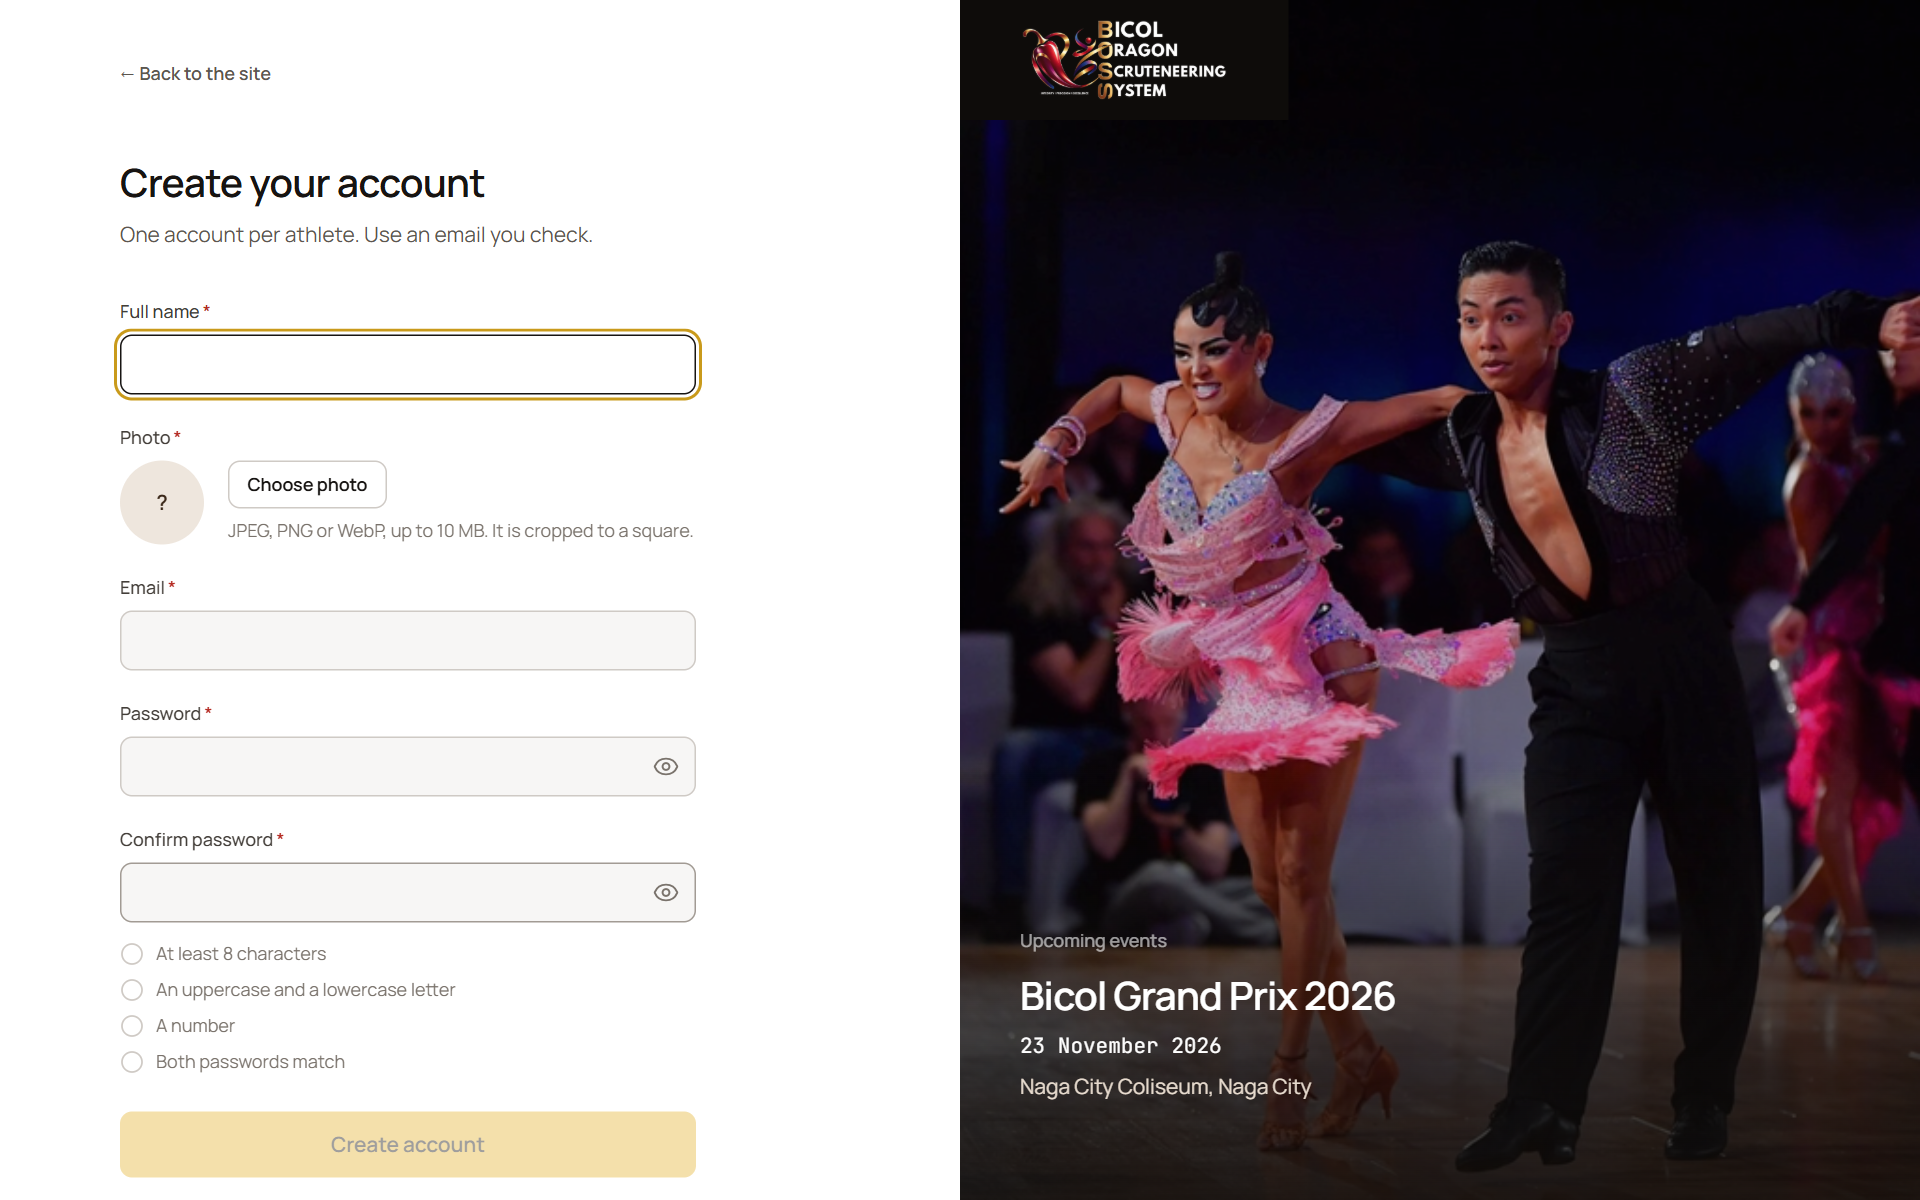 ← Back to the site
Create your account
One account per athlete. Use an email you check.
Full name *
Photo *
?
Choose photo
JPEG, PNG or WebP, up to 10 MB. It is cropped to a square.
Email *
Password *
Confirm password *
At least 8 characters
An uppercase and a lowercase letter
A number
Both passwords match
Create account
BICOL
DRAGON
SCRUTENEERING
SYSTEM
Upcoming events
Bicol Grand Prix 2026
23 November 2026
Naga City Coliseum, Naga City